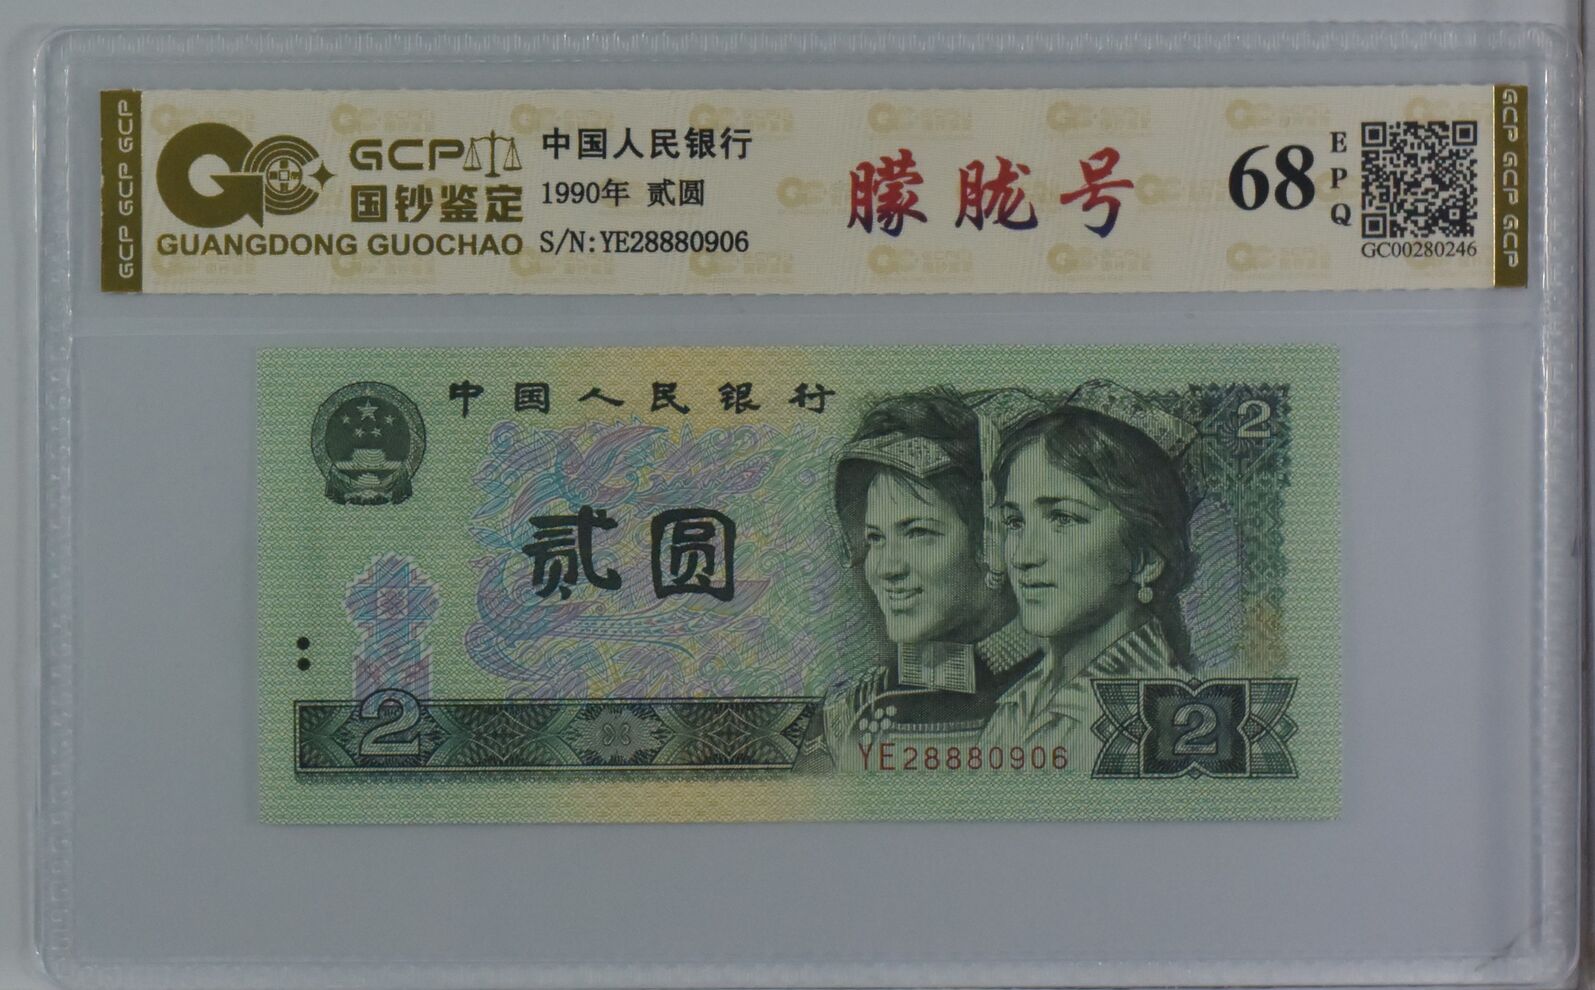 GCP GCP GCP
GCP
国钞鉴定
GUANGDONG GUOCHAO
中国人民银行
1990年 贰圆
S/N:YE28880906
朦胧号
68
EPQ
GC00280246
GCP GCP GCP
中国人民银行
2
贰圆
2
YE28880906
2